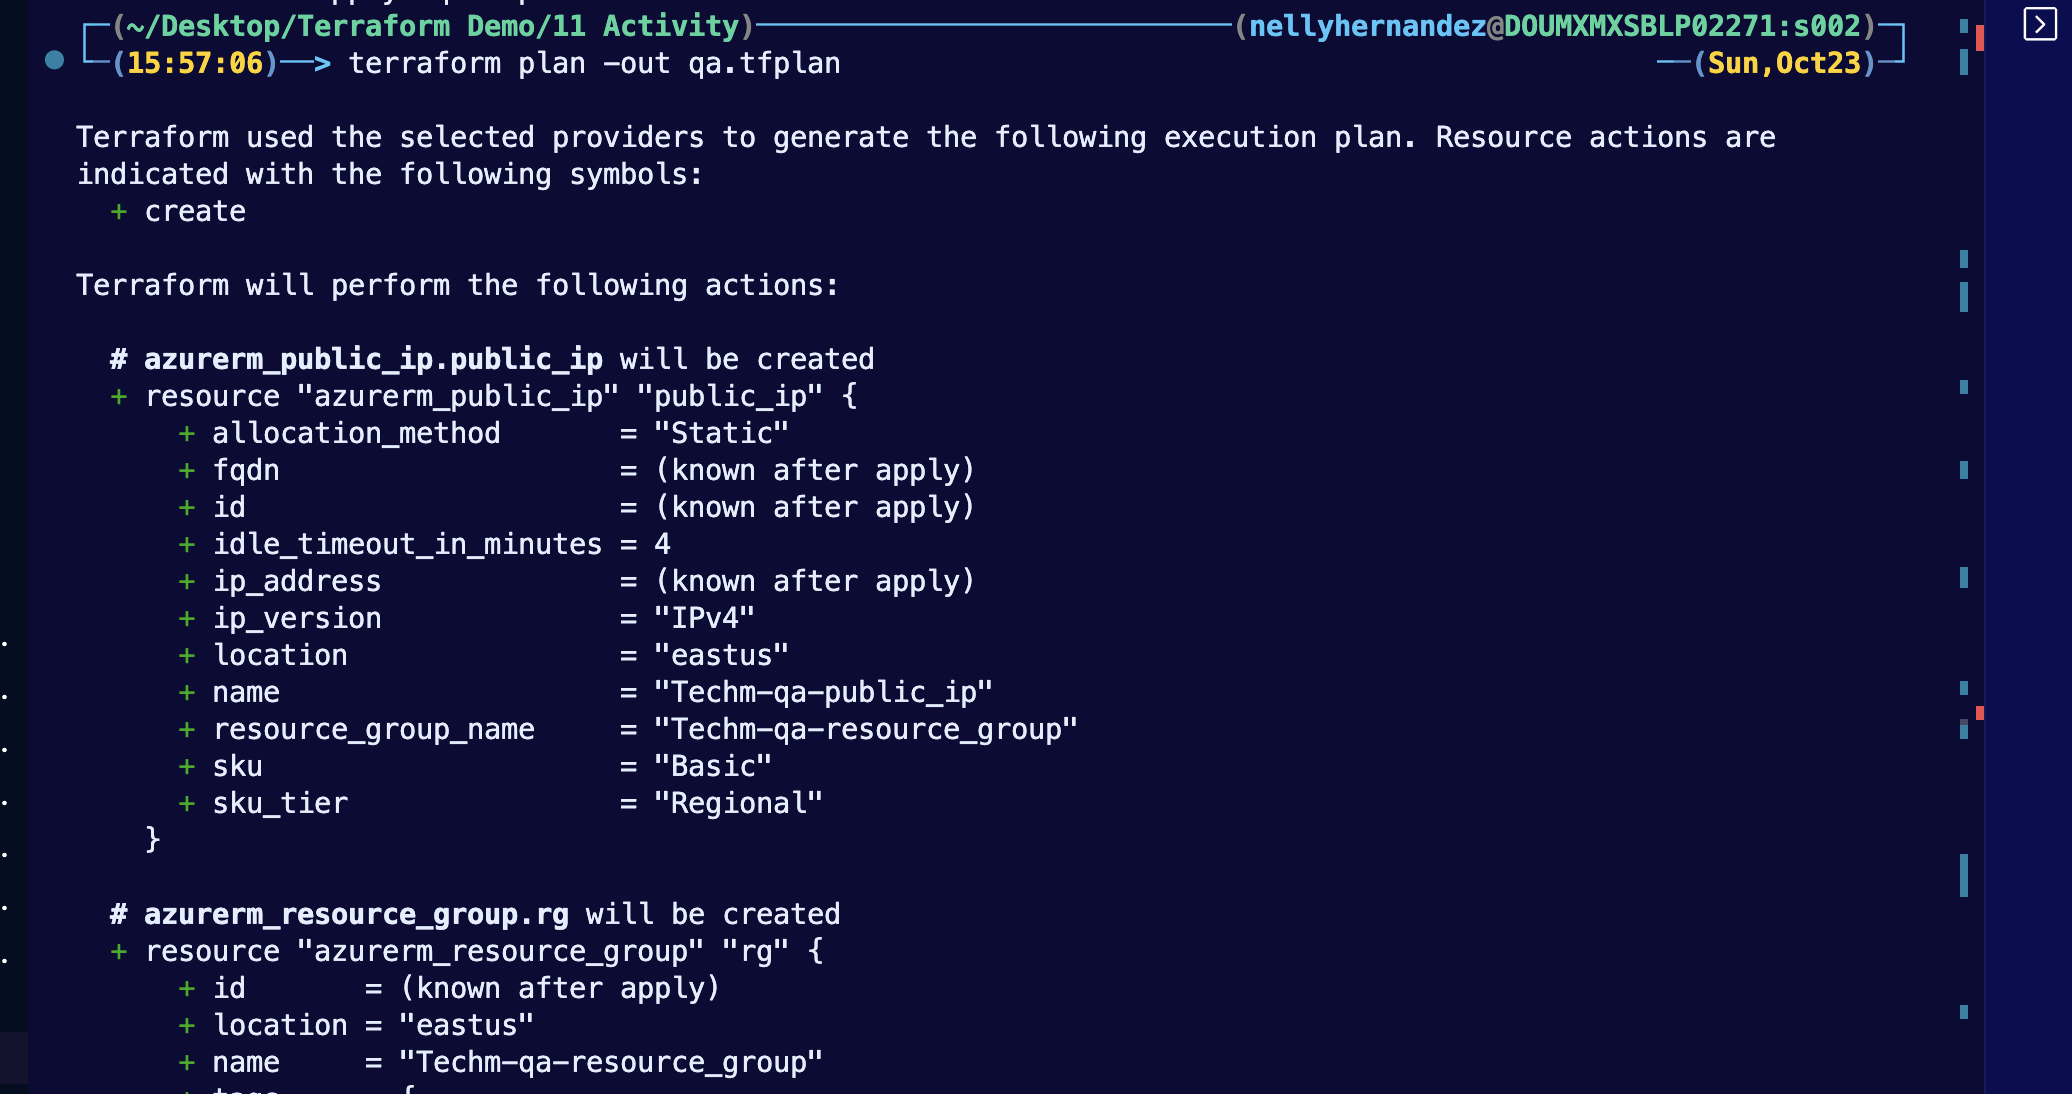 (~/Desktop/Terraform Demo/11 Activity) (nellyhernandez@DOUMXMXSBLP02271:s002)
(15:57:06)—> terraform plan -out qa.tfplan —(Sun,Oct23)
Terraform used the selected providers to generate the following execution plan. Resource actions are
indicated with the following symbols:
+ create
Terraform will perform the following actions:
# azurerm_public_ip.public_ip will be created
+ resource "azurerm_public_ip" "public_ip" {
+ allocation_method = "Static"
+ fqdn = (known after apply)
+ id = (known after apply)
+ idle_timeout_in_minutes = 4
+ ip_address = (known after apply)
+ ip_version = "IPv4"
+ location = "eastus"
+ name = "Techm-qa-public_ip"
+ resource_group_name = "Techm-qa-resource_group"
+ sku = "Basic"
+ sku_tier = "Regional"
}
# azurerm_resource_group.rg will be created
+ resource "azurerm_resource_group" "rg" {
+ id = (known after apply)
+ location = "eastus"
+ name = "Techm-qa-resource_group"